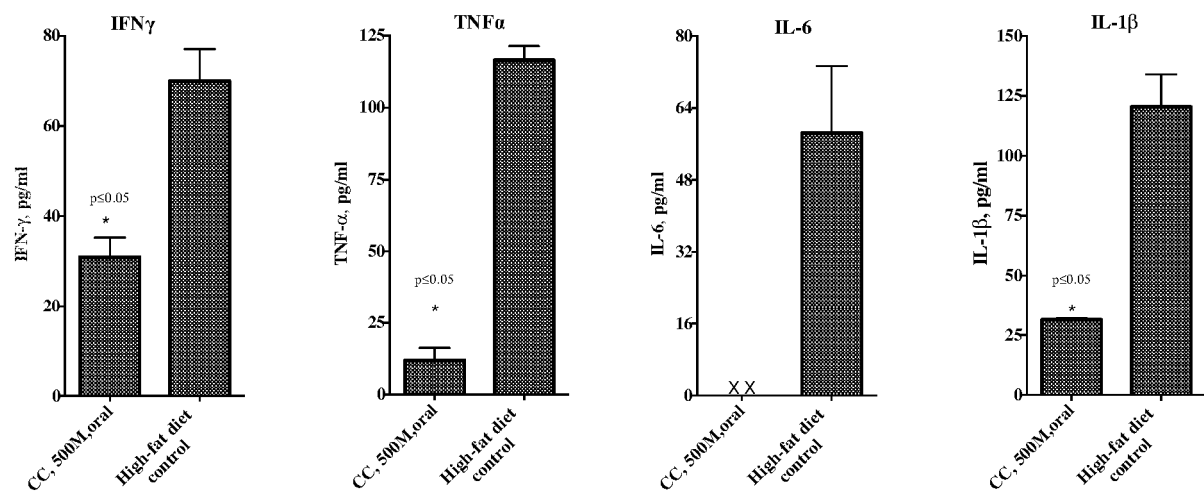 IFNγ
80
60
40
20
0
IFN-γ, pg/ml
p≤0.05
*
CC, 500M,oral
High-fat diet
control
TNFα
125
100
75
50
25
0
TNF-α, pg/ml
p≤0.05
*
CC, 500M,oral
High-fat diet
control
IL-6
80
64
48
32
16
0
IL-6, pg/ml
X X
CC, 500M,oral
High-fat diet
control
IL-1β
150
125
100
75
50
25
0
IL-1β, pg/ml
p≤0.05
*
CC, 500M,oral
High-fat diet
control